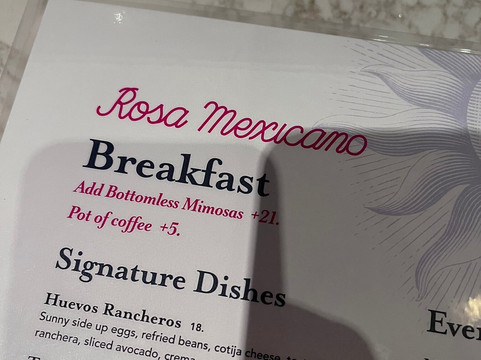 Rosa Mexicano
Breakfast
Add Bottomless Mimosas +21.
Pot of coffee +5.
Signature Dishes
Huevos Rancheros 18.
Sunny side up eggs, refried beans, cotija cheese,
ranchera, sliced avocado, crema